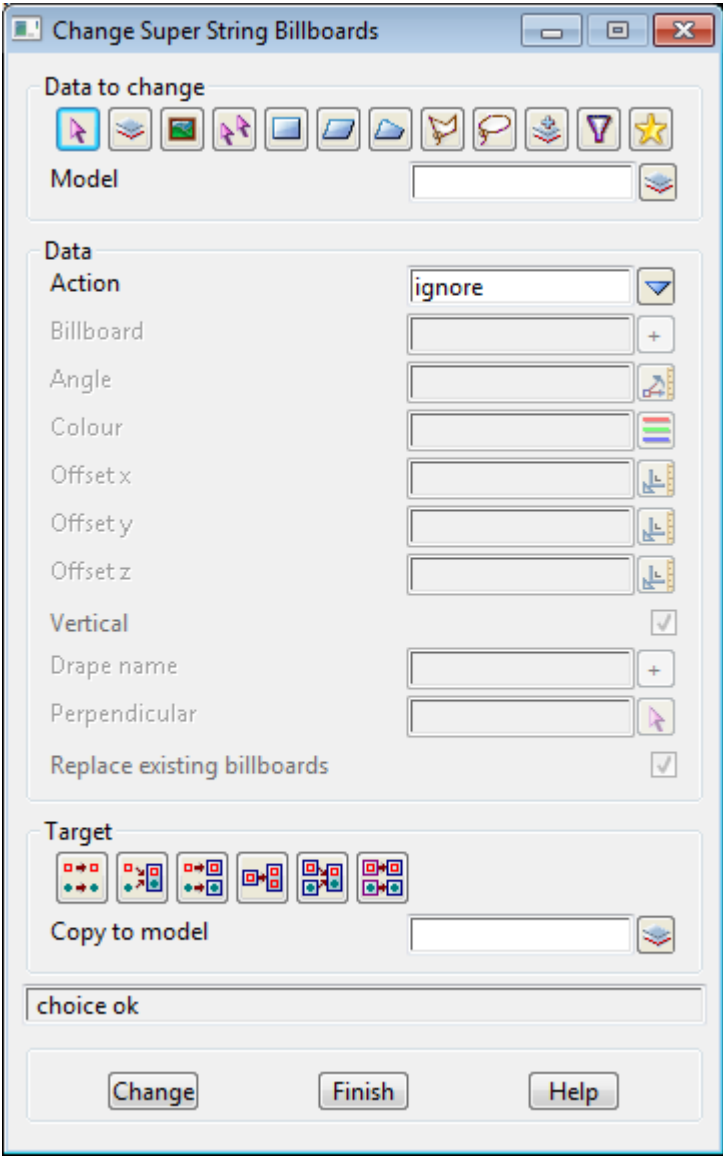 Change Super String Billboards
Data to change
Model
Data
Action ignore
Billboard +
Angle
Colour
Offset x
Offset y
Offset z
Vertical
Drape name +
Perpendicular
Replace existing billboards
Target
Copy to model
choice ok
Change Finish Help